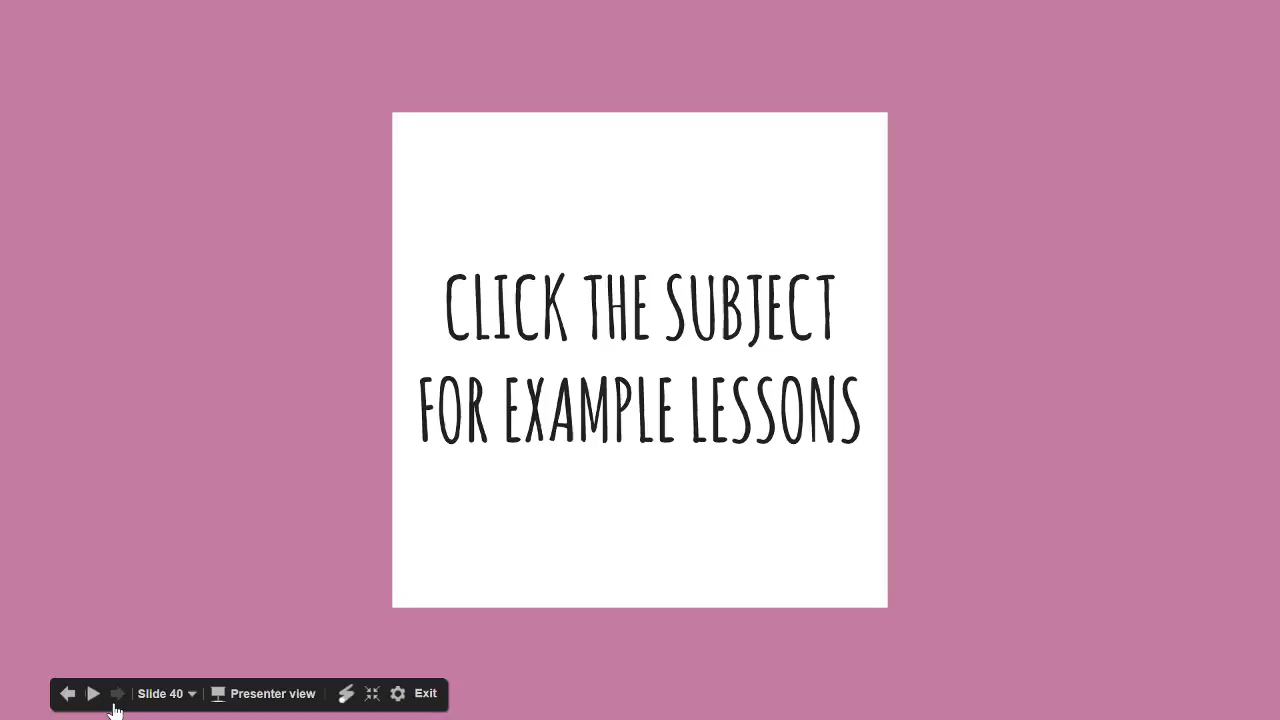 CLICK THE SUBJECT
FOR EXAMPLE LESSONS
Slide 40
Presenter view
Exit